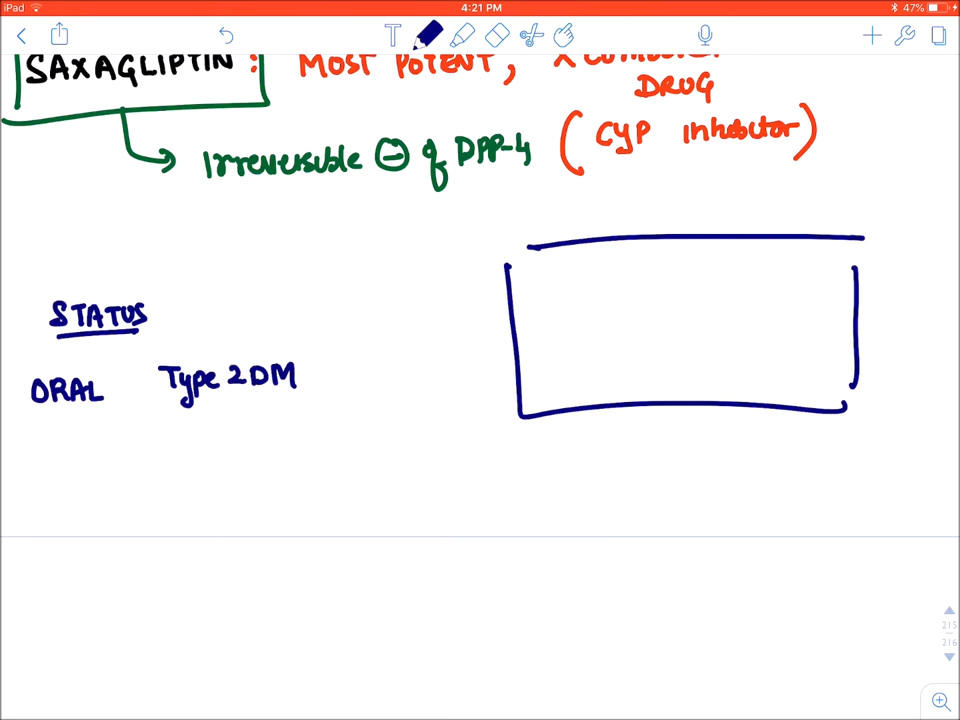 iPad 4:21 PM 47%
SAXAGLIPTIN : MOST POTENT, X
DRUG
(CYP Inhibitor)
Irreversible ⊖ of DPP-4
STATUS
ORAL Type 2 DM
215
216